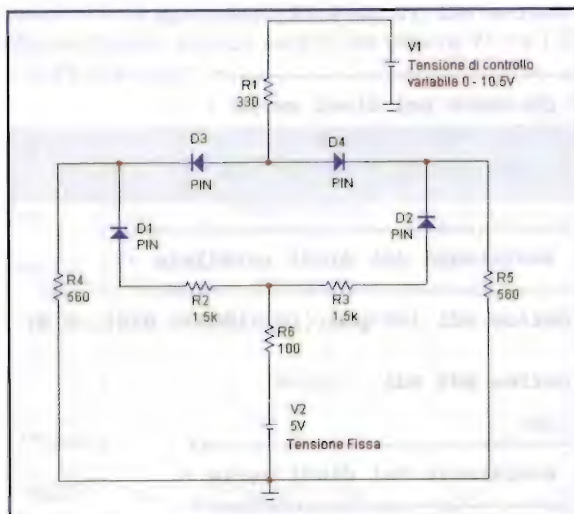 V1
Tensione di controllo
variabile 0 - 10.5V
R1
330
D3
PIN
D4
PIN
D1
PIN
D2
PIN
R4
560
R2
1.5k
R3
1.5k
R5
560
R6
100
V2
5V
Tensione Fissa